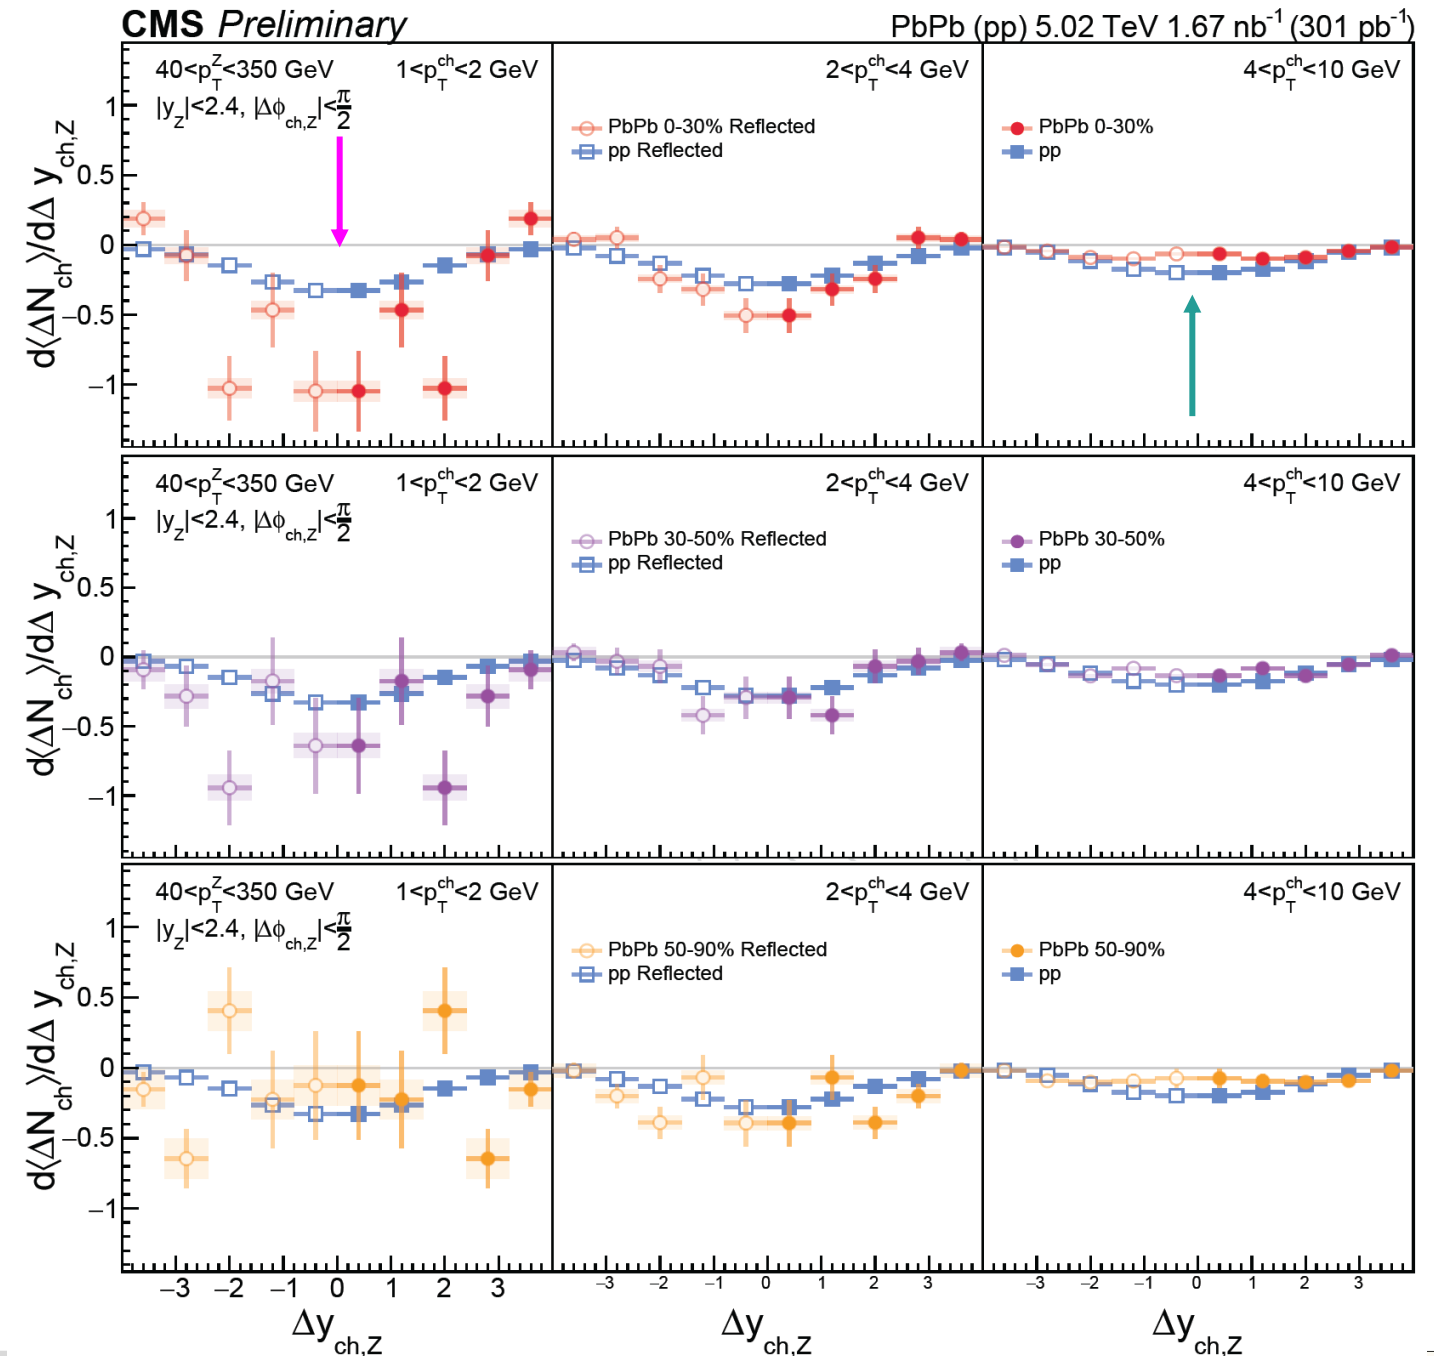 CMS Preliminary
PbPb (pp) 5.02 TeV 1.67 nb⁻¹ (301 pb⁻¹)
40<p_T^Z<350 GeV
1<p_T^ch<2 GeV
|y_Z|<2.4, |Δϕ_ch,Z|<π/2
2<p_T^ch<4 GeV
PbPb 0-30% Reflected
pp Reflected
4<p_T^ch<10 GeV
PbPb 0-30%
pp
d⟨ΔN_ch⟩/dΔ y_ch,Z
1
0.5
0
−0.5
−1
40<p_T^Z<350 GeV
1<p_T^ch<2 GeV
|y_Z|<2.4, |Δϕ_ch,Z|<π/2
2<p_T^ch<4 GeV
PbPb 30-50% Reflected
pp Reflected
4<p_T^ch<10 GeV
PbPb 30-50%
pp
d⟨ΔN_ch⟩/dΔ y_ch,Z
1
0.5
0
−0.5
−1
40<p_T^Z<350 GeV
1<p_T^ch<2 GeV
|y_Z|<2.4, |Δϕ_ch,Z|<π/2
2<p_T^ch<4 GeV
PbPb 50-90% Reflected
pp Reflected
4<p_T^ch<10 GeV
PbPb 50-90%
pp
d⟨ΔN_ch⟩/dΔ y_ch,Z
1
0.5
0
−0.5
−1
−3 −2 −1 0 1 2 3
−3 −2 −1 0 1 2 3
−3 −2 −1 0 1 2 3
Δy_ch,Z
Δy_ch,Z
Δy_ch,Z